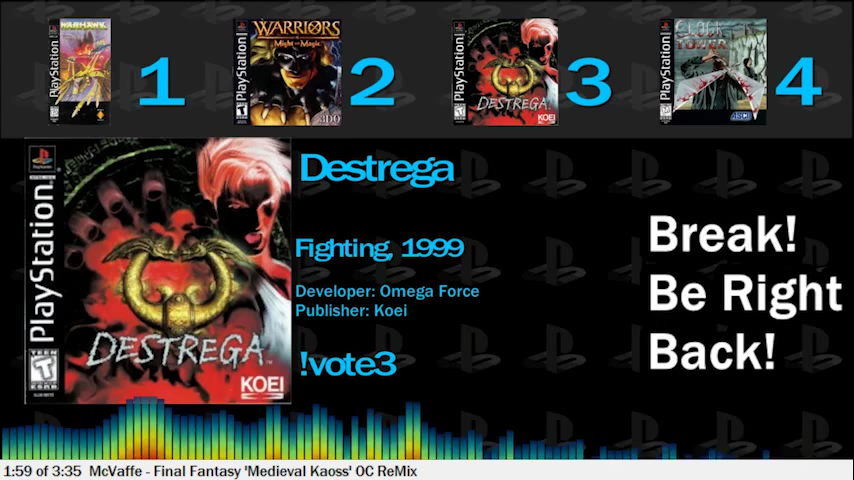 WARHAWK
PlayStation
1
WARRIORS
Might and Magic
PlayStation
3DO
2
PlayStation
DESTREGA
KOEI
3
CLOCK
TOWER
PlayStation
ASCII
4
PlayStation
PlayStation
DESTREGA
TEEN
T
ESRB
KOEI
Destrega
Fighting, 1999
Developer: Omega Force
Publisher: Koei
!vote3
Break!
Be Right
Back!
1:59 of 3:35 McVaffe - Final Fantasy 'Medieval Kaoss' OC ReMix